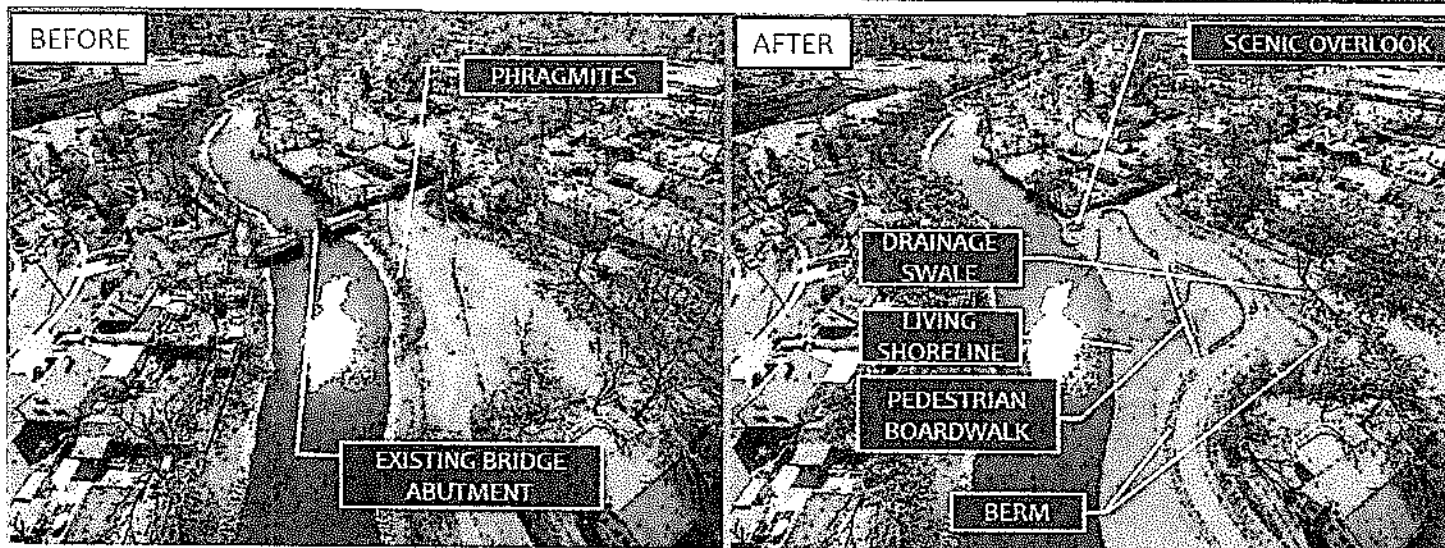 BEFORE
PHRAGMITES
EXISTING BRIDGE
ABUTMENT
AFTER
SCENIC OVERLOOK
DRAINAGE
SWALE
LIVING
SHORELINE
PEDESTRIAN
BOARDWALK
BERM